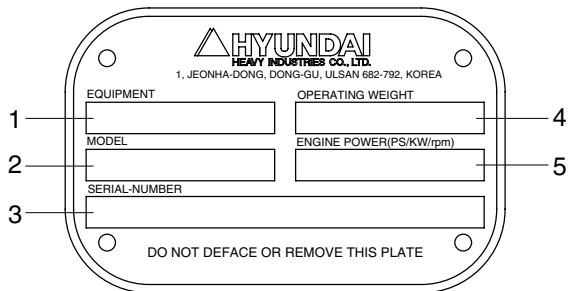 HYUNDAI
HEAVY INDUSTRIES CO., LTD.
1, JEONHA-DONG, DONG-GU, ULSAN 682-792, KOREA
EQUIPMENT
OPERATING WEIGHT
1
4
MODEL
ENGINE POWER(PS/KW/rpm)
2
5
SERIAL-NUMBER
3
DO NOT DEFACE OR REMOVE THIS PLATE